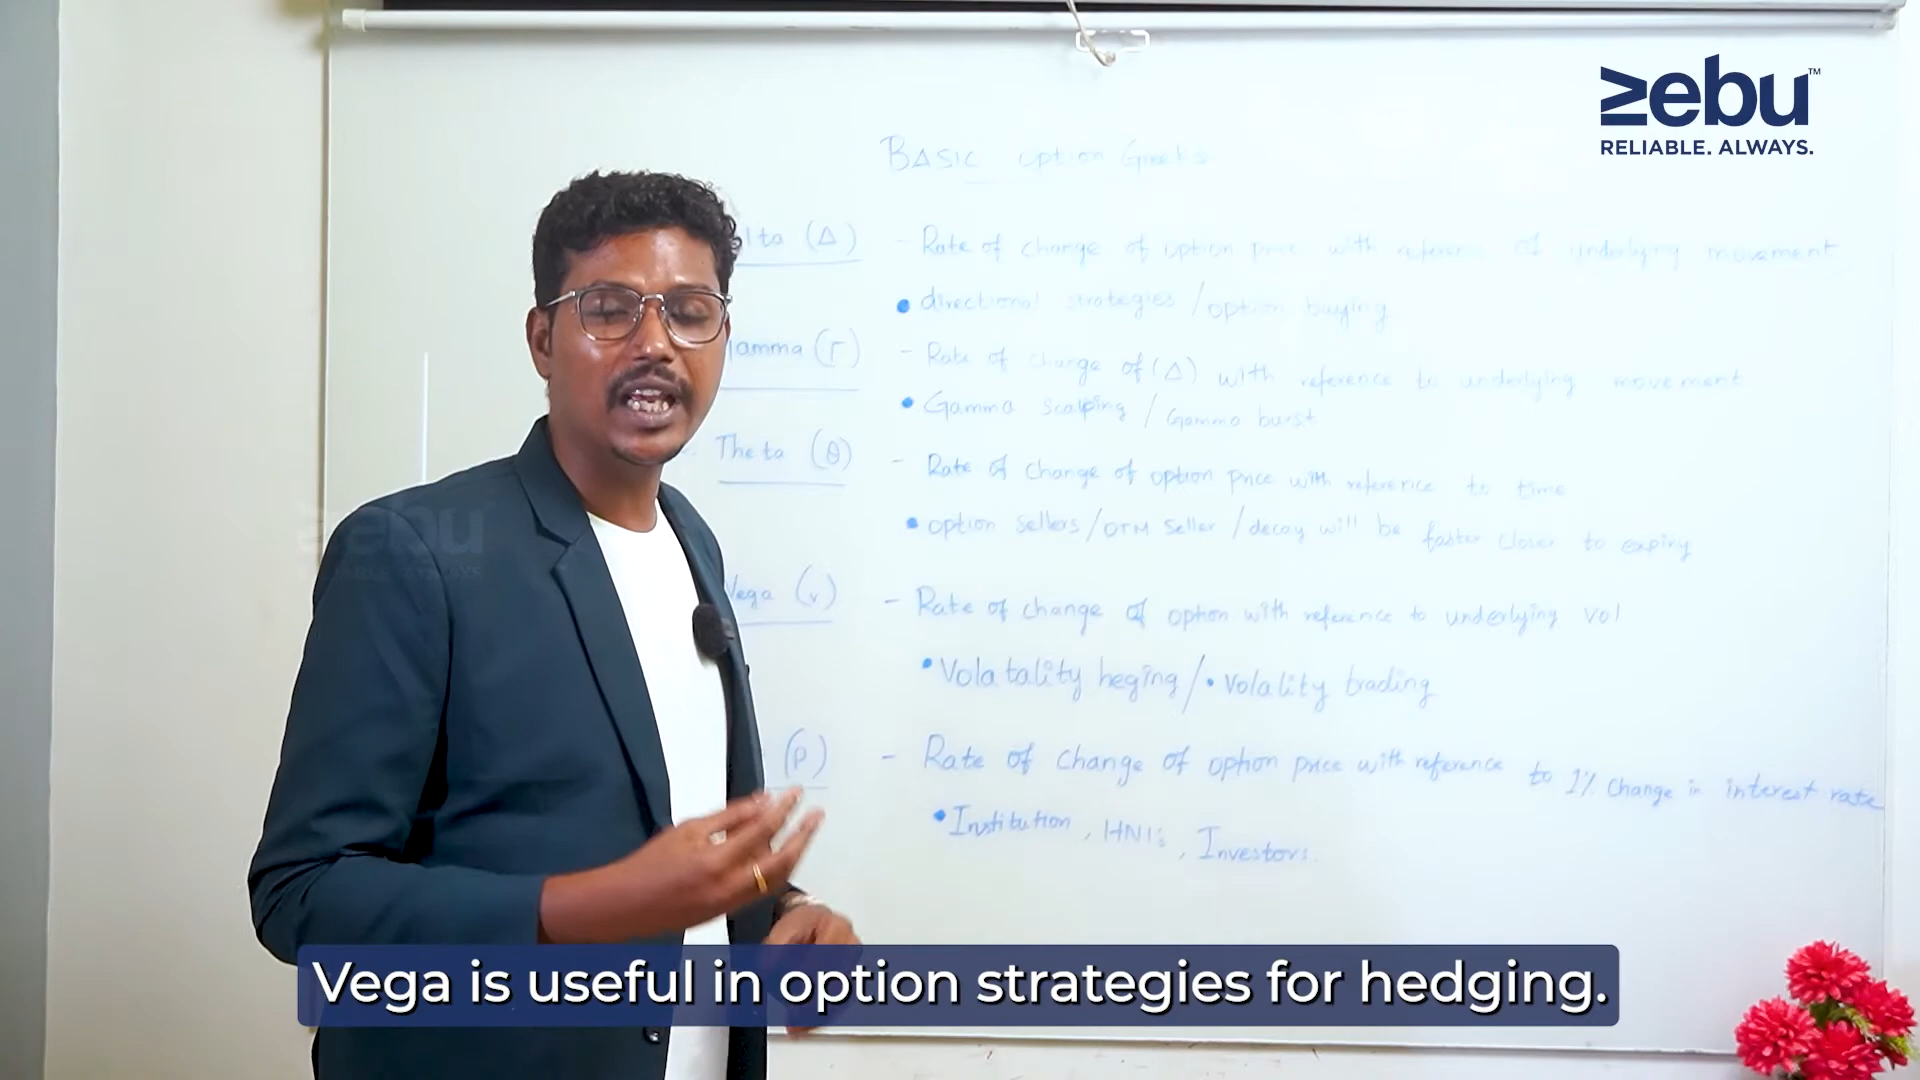 zebu™
RELIABLE. ALWAYS.
BASIC option Greeks
lta (Δ) - Rate of change of option price with reference of underlying movement
• directional strategies / option buying
amma (Γ) - Rate of change of (Δ) with reference to underlying movement
• Gamma scalping / Gamma burst
Theta (θ) - Rate of change of option price with reference to time
• option sellers / OTM seller / decay will be faster closer to expiry
Vega (v) - Rate of change of option with reference to underlying vol
• Volatality heging / • Volality trading
(ρ) - Rate of change of option price with reference to 1% change in interest rate
• Institution, HNI's, Investors.
zebu
Vega is useful in option strategies for hedging.